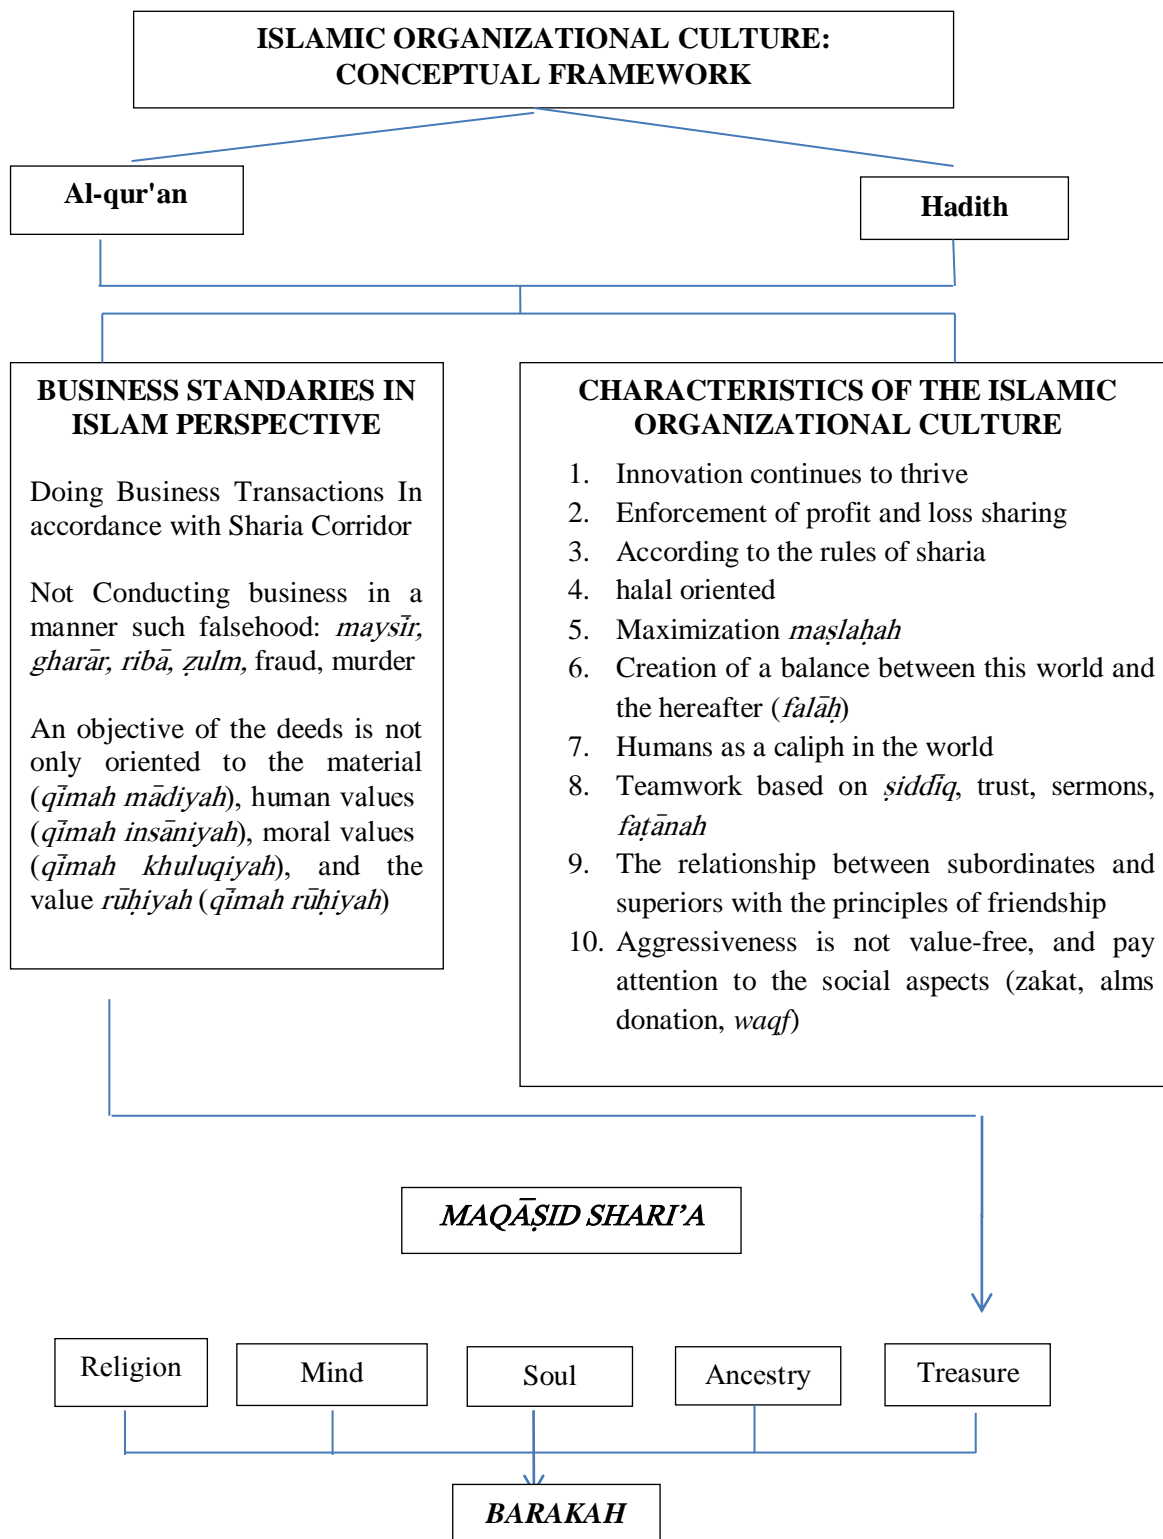 ISLAMIC ORGANIZATIONAL CULTURE:
CONCEPTUAL FRAMEWORK
Al-qur'an
Hadith
BUSINESS STANDARIES IN
ISLAM PERSPECTIVE
Doing Business Transactions In
accordance with Sharia Corridor
Not Conducting business in a
manner such falsehood: maysīr,
gharār, ribā, ẓulm, fraud, murder
An objective of the deeds is not
only oriented to the material
(qīmah mādiyah), human values
(qīmah insāniyah), moral values
(qīmah khuluqiyah), and the
value rūḥiyah (qīmah rūḥiyah)
CHARACTERISTICS OF THE ISLAMIC
ORGANIZATIONAL CULTURE
1. Innovation continues to thrive
2. Enforcement of profit and loss sharing
3. According to the rules of sharia
4. halal oriented
5. Maximization maṣlaḥah
6. Creation of a balance between this world and
the hereafter (falāḥ)
7. Humans as a caliph in the world
8. Teamwork based on ṣiddīq, trust, sermons,
faṭānah
9. The relationship between subordinates and
superiors with the principles of friendship
10. Aggressiveness is not value-free, and pay
attention to the social aspects (zakat, alms
donation, waqf)
MAQĀṢID SHARI’A
Religion
Mind
Soul
Ancestry
Treasure
BARAKAH